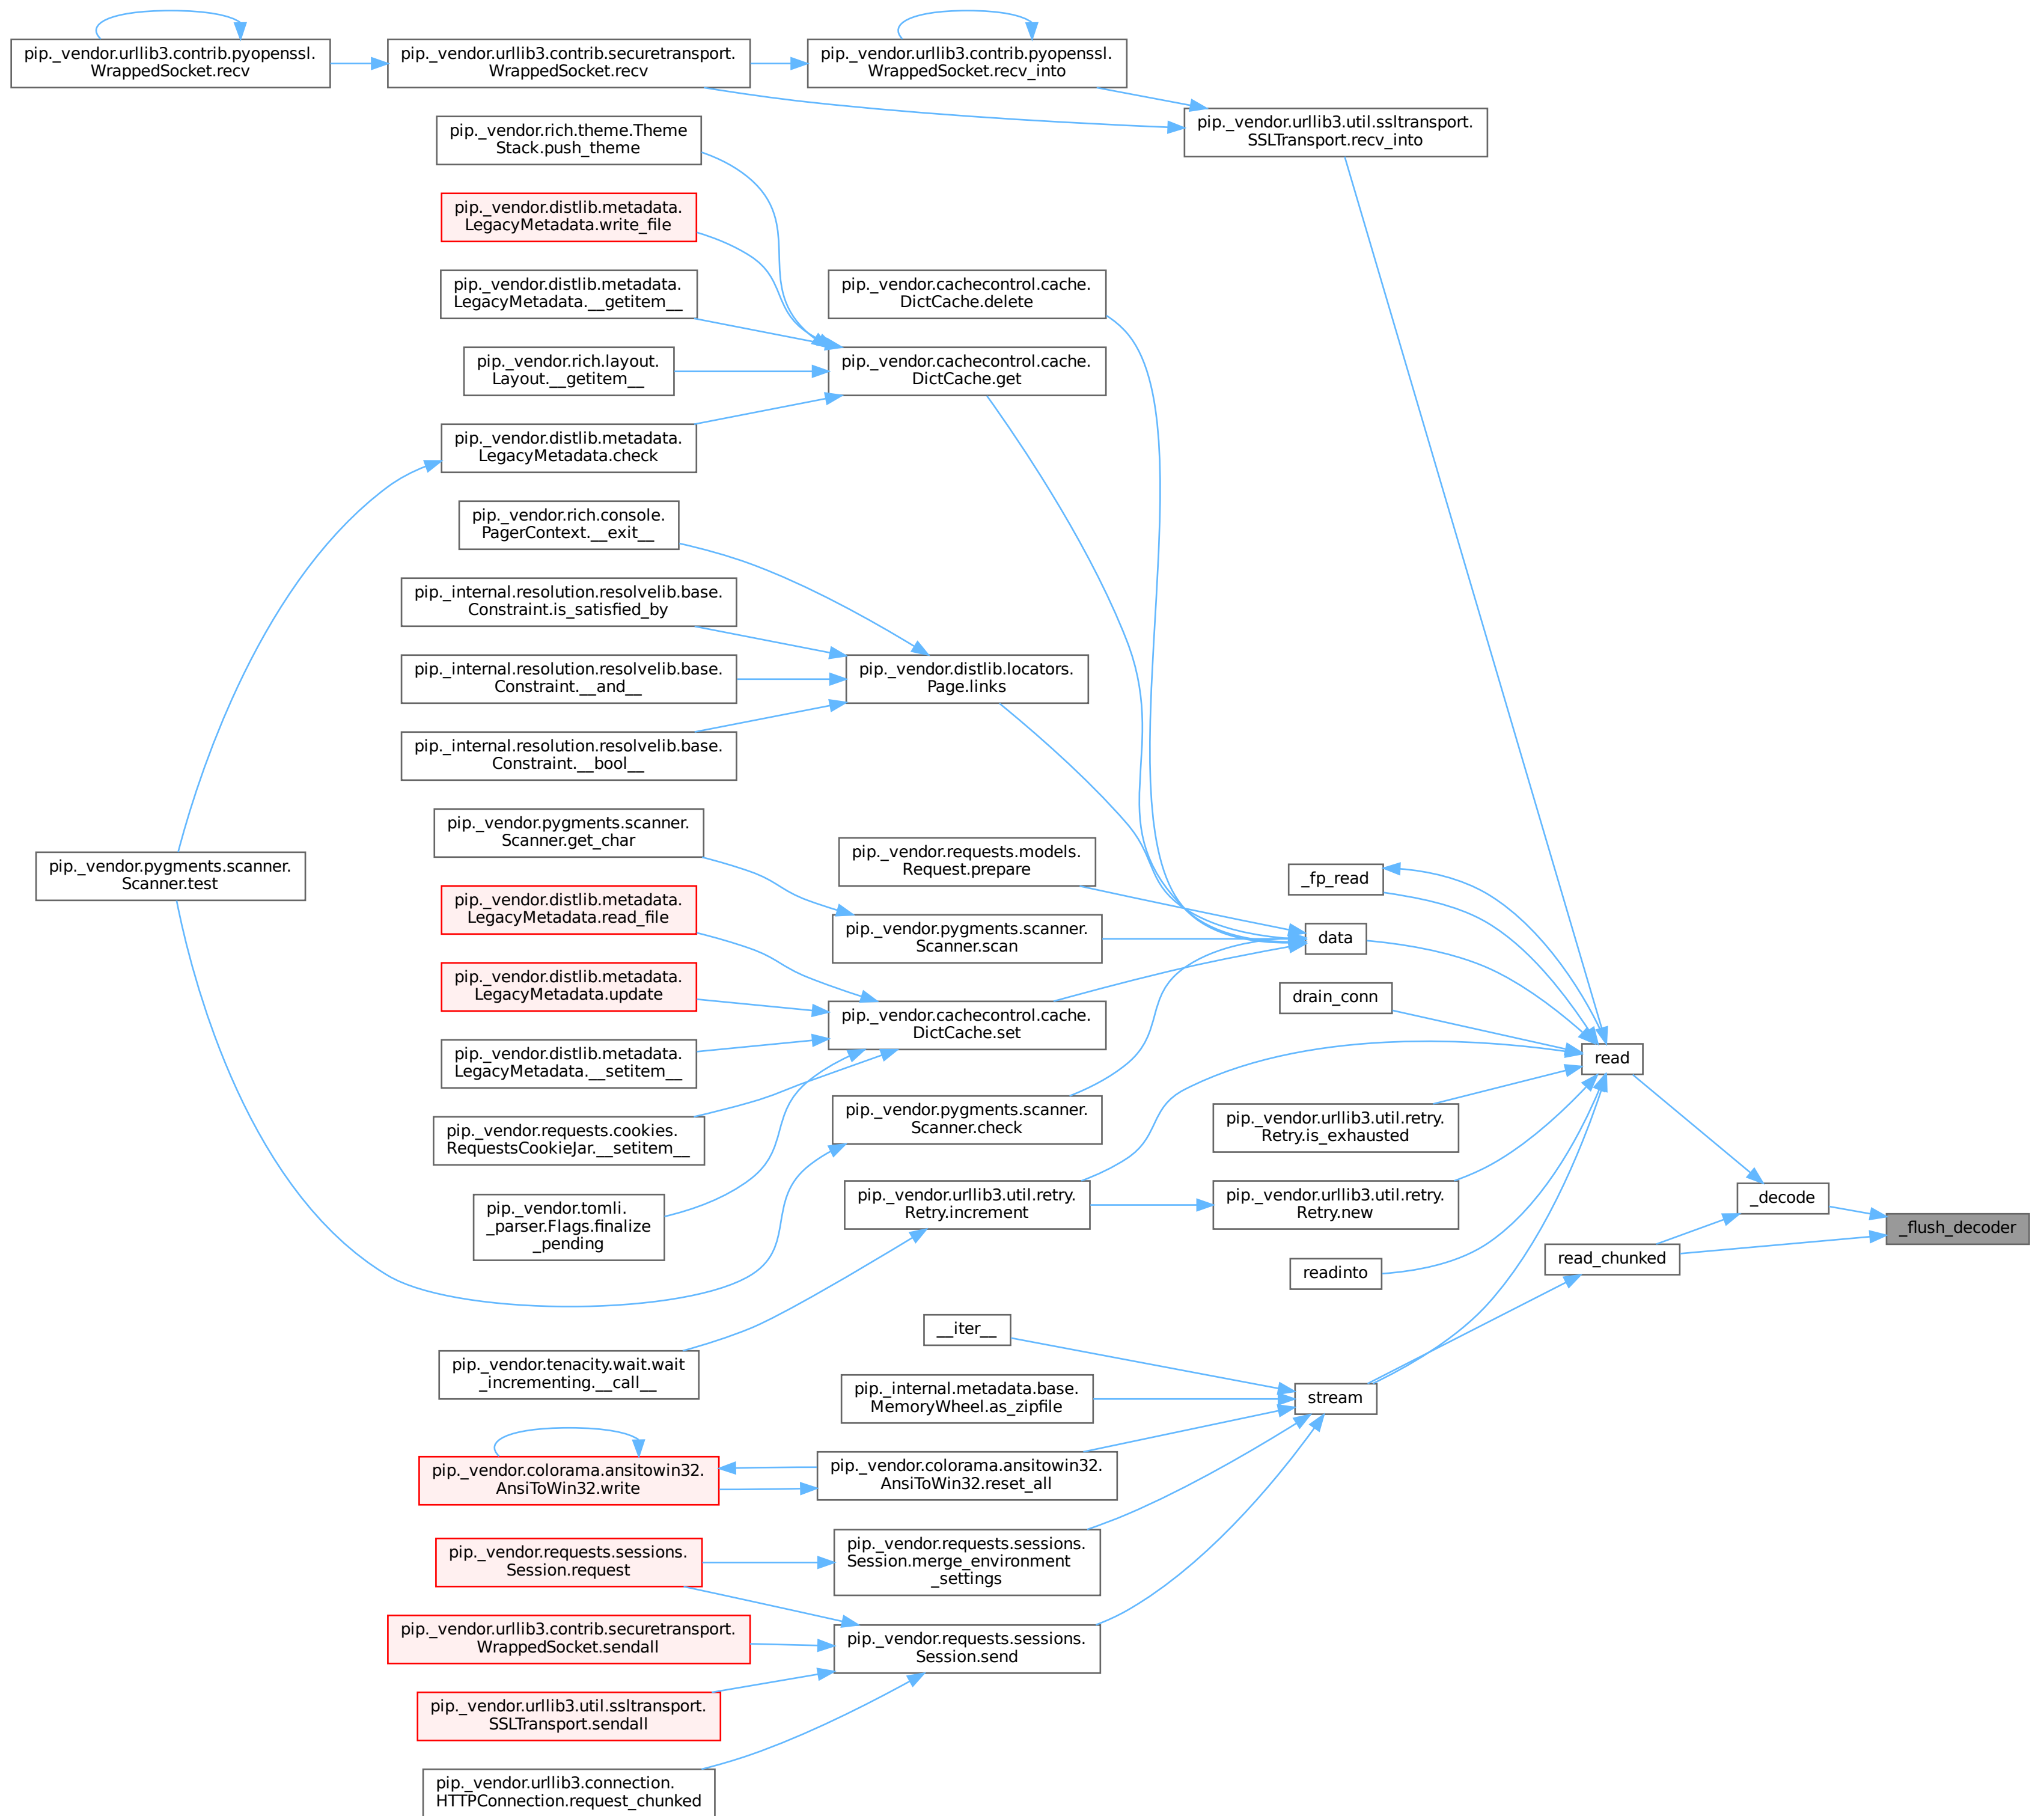 pip._vendor.urllib3.contrib.pyopenssl.
WrappedSocket.recv
pip._vendor.urllib3.contrib.securetransport.
WrappedSocket.recv
pip._vendor.urllib3.contrib.pyopenssl.
WrappedSocket.recv_into
pip._vendor.urllib3.util.ssltransport.
SSLTransport.recv_into
pip._vendor.rich.theme.Theme
Stack.push_theme
pip._vendor.distlib.metadata.
LegacyMetadata.write_file
pip._vendor.distlib.metadata.
LegacyMetadata.__getitem__
pip._vendor.cachecontrol.cache.
DictCache.delete
pip._vendor.rich.layout.
Layout.__getitem__
pip._vendor.cachecontrol.cache.
DictCache.get
pip._vendor.distlib.metadata.
LegacyMetadata.check
pip._vendor.rich.console.
PagerContext.__exit__
pip._internal.resolution.resolvelib.base.
Constraint.is_satisfied_by
pip._internal.resolution.resolvelib.base.
Constraint.__and__
pip._vendor.distlib.locators.
Page.links
pip._internal.resolution.resolvelib.base.
Constraint.__bool__
pip._vendor.pygments.scanner.
Scanner.get_char
pip._vendor.pygments.scanner.
Scanner.test
pip._vendor.requests.models.
Request.prepare
_fp_read
pip._vendor.distlib.metadata.
LegacyMetadata.read_file
pip._vendor.pygments.scanner.
Scanner.scan
data
pip._vendor.distlib.metadata.
LegacyMetadata.update
drain_conn
pip._vendor.cachecontrol.cache.
DictCache.set
pip._vendor.distlib.metadata.
LegacyMetadata.__setitem__
read
pip._vendor.requests.cookies.
RequestsCookieJar.__setitem__
pip._vendor.pygments.scanner.
Scanner.check
pip._vendor.urllib3.util.retry.
Retry.is_exhausted
pip._vendor.tomli.
_parser.Flags.finalize
_pending
pip._vendor.urllib3.util.retry.
Retry.increment
pip._vendor.urllib3.util.retry.
Retry.new
_decode
_flush_decoder
read_chunked
readinto
__iter__
pip._vendor.tenacity.wait.wait
_incrementing.__call__
pip._internal.metadata.base.
MemoryWheel.as_zipfile
stream
pip._vendor.colorama.ansitowin32.
AnsiToWin32.write
pip._vendor.colorama.ansitowin32.
AnsiToWin32.reset_all
pip._vendor.requests.sessions.
Session.request
pip._vendor.requests.sessions.
Session.merge_environment
_settings
pip._vendor.urllib3.contrib.securetransport.
WrappedSocket.sendall
pip._vendor.requests.sessions.
Session.send
pip._vendor.urllib3.util.ssltransport.
SSLTransport.sendall
pip._vendor.urllib3.connection.
HTTPConnection.request_chunked